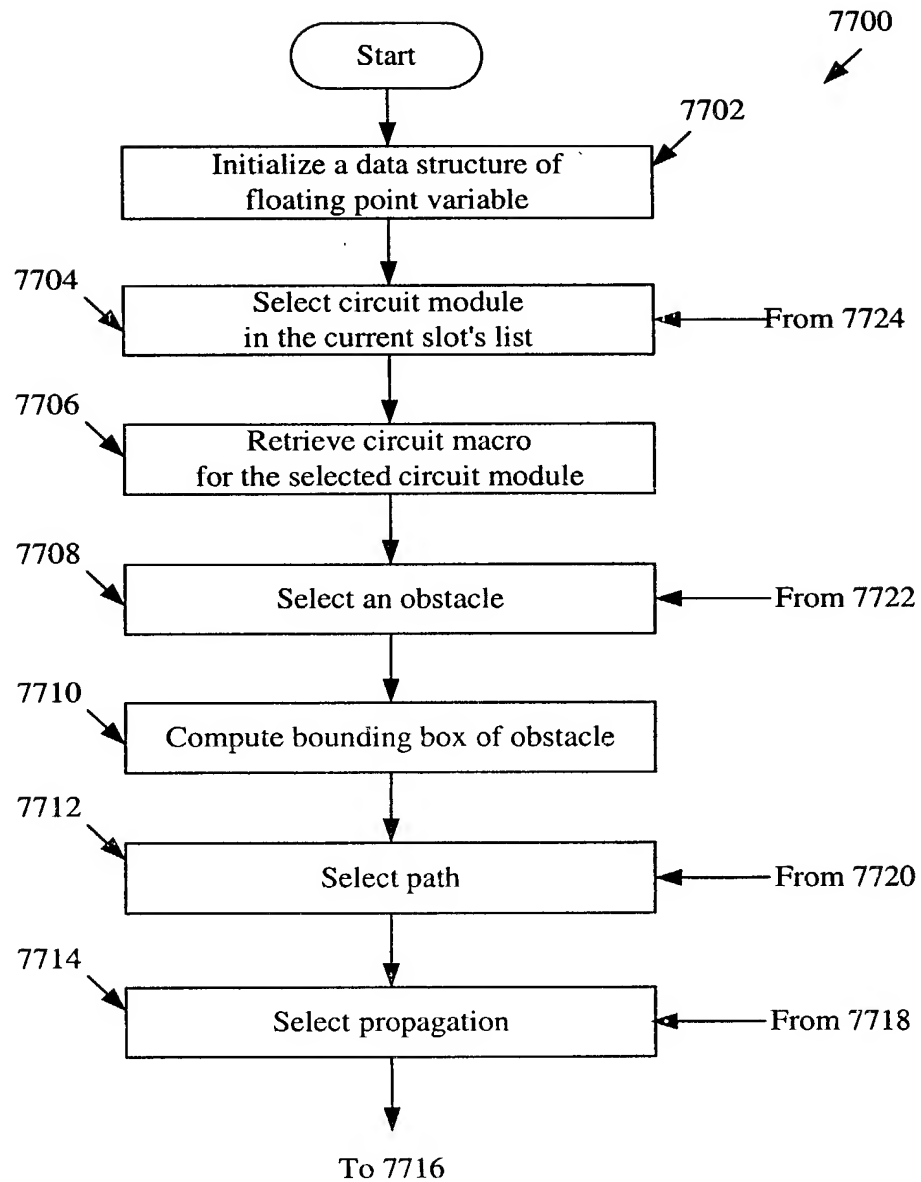 7700
Start
7702
Initialize a data structure of
floating point variable
7704
Select circuit module
in the current slot's list
From 7724
7706
Retrieve circuit macro
for the selected circuit module
7708
Select an obstacle
From 7722
7710
Compute bounding box of obstacle
7712
Select path
From 7720
7714
Select propagation
From 7718
To 7716